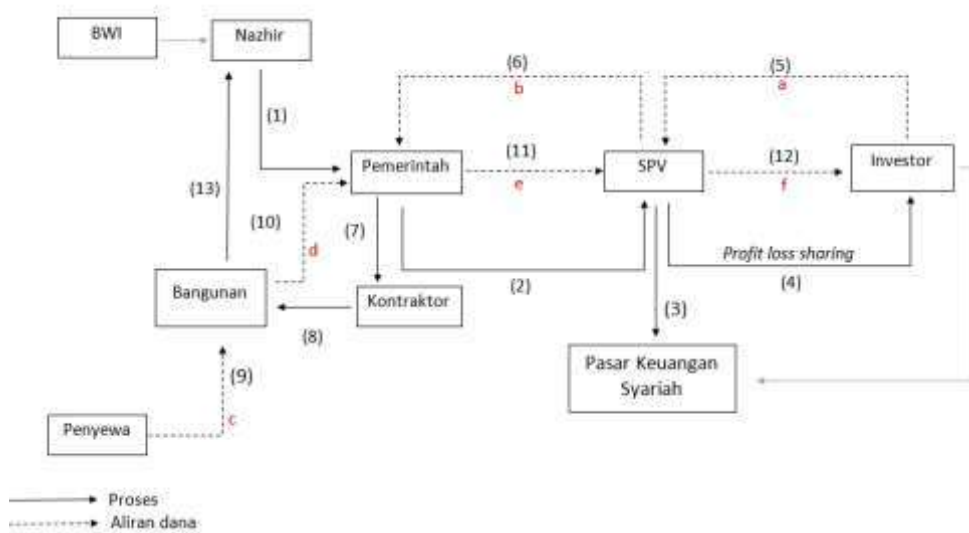 BWI
Nazhir
(6)
(5)
b
a
(1)
(11)
(12)
Pemerintah
SPV
Investor
(13)
e
f
(10)
(7)
d
Profit loss sharing
Bangunan
(2)
(4)
Kontraktor
(3)
(8)
Pasar Keuangan
Syariah
(9)
c
Penyewa
Proses
Aliran dana